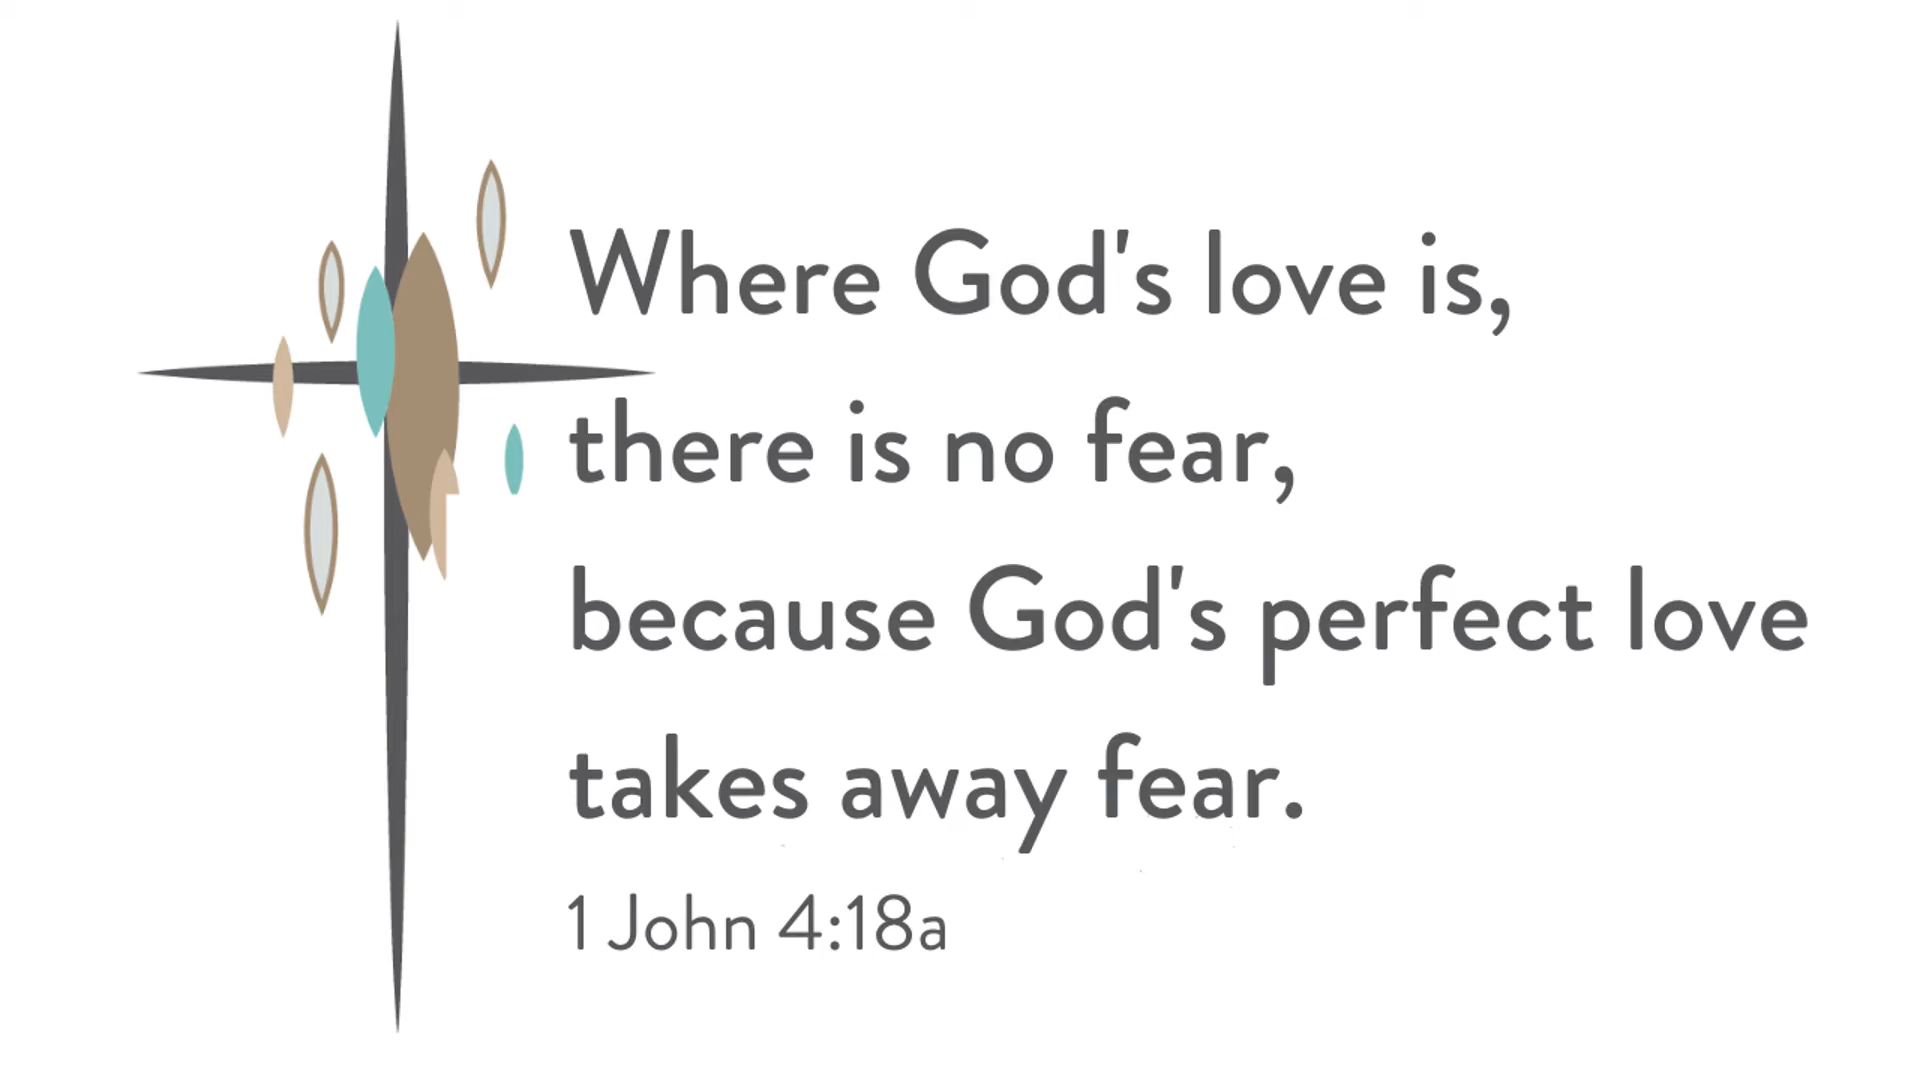 Where God's love is,
there is no fear,
because God's perfect love
takes away fear.
1 John 4:18a